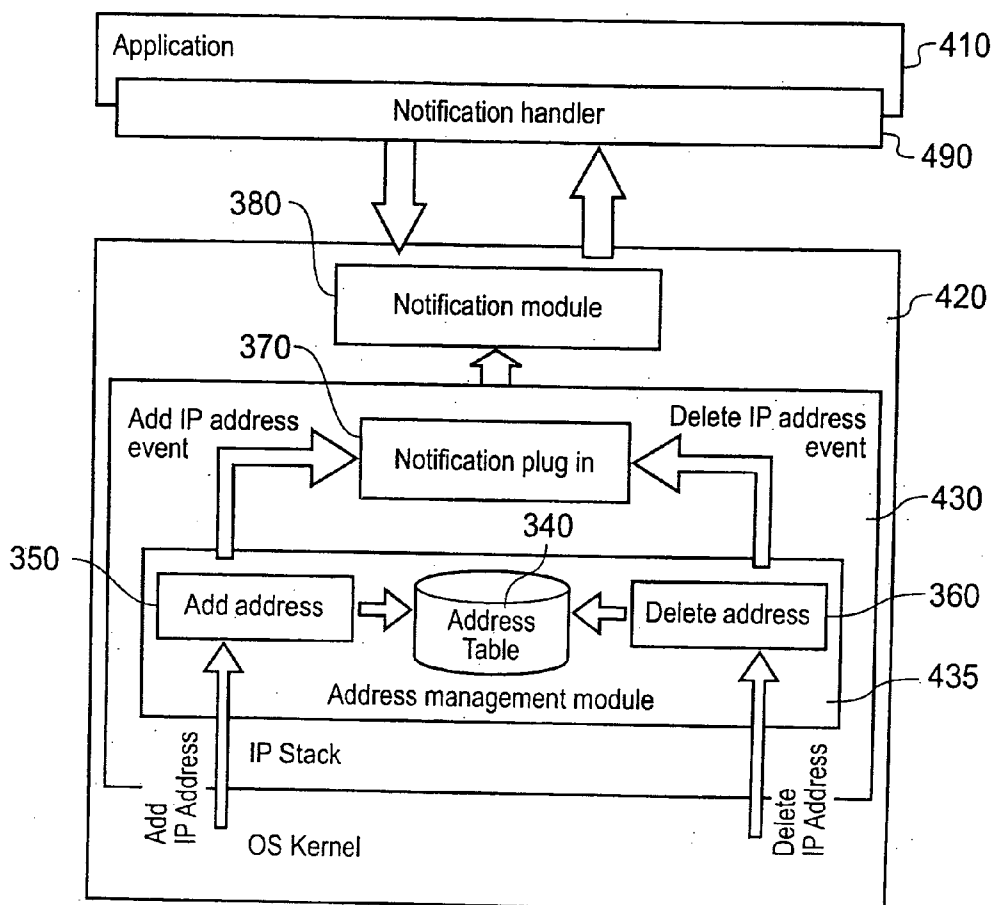 Application
410
Notification handler
490
380
Notification module
420
370
Add IP address
event
Delete IP address
event
Notification plug in
430
340
350
Add address
Address
Table
Delete address
360
435
Address management module
IP Stack
Add
IP Address
Delete
IP Address
OS Kernel